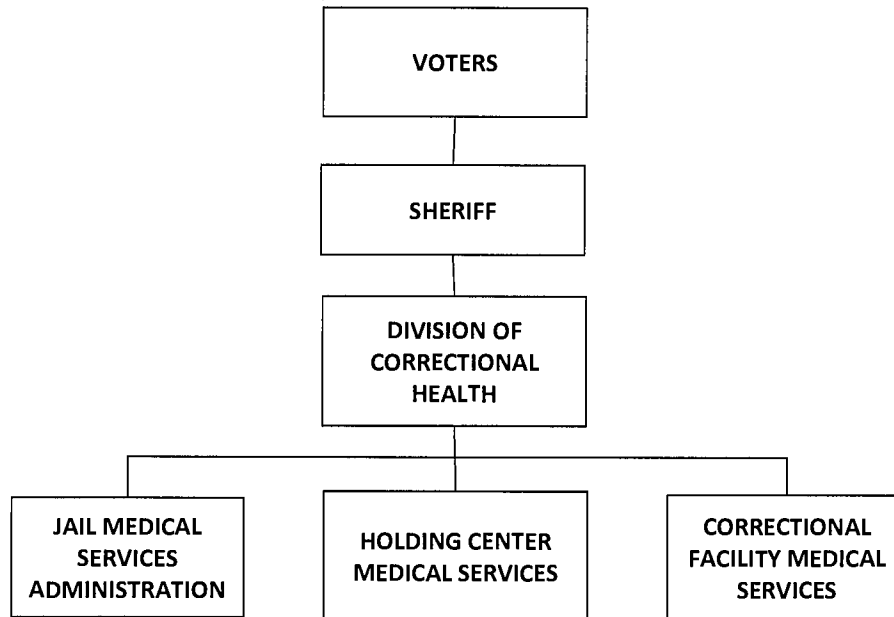 VOTERS
SHERIFF
DIVISION OF
CORRECTIONAL
HEALTH
JAIL MEDICAL
SERVICES
ADMINISTRATION
HOLDING CENTER
MEDICAL SERVICES
CORRECTIONAL
FACILITY MEDICAL
SERVICES